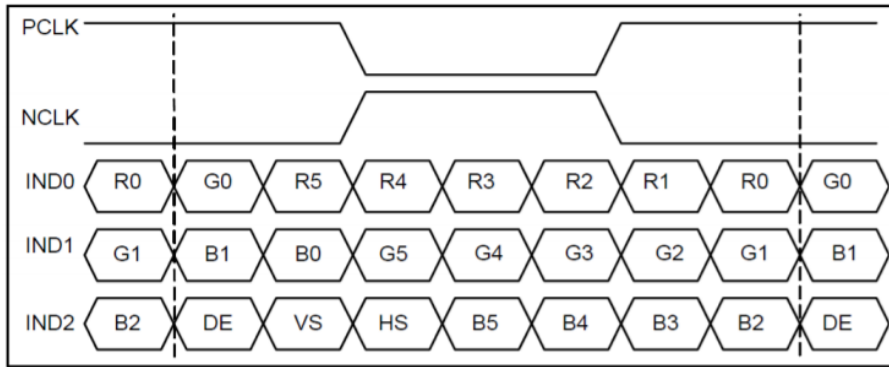 PCLK
NCLK
IND0 R0 G0 R5 R4 R3 R2 R1 R0 G0
IND1 G1 B1 B0 G5 G4 G3 G2 G1 B1
IND2 B2 DE VS HS B5 B4 B3 B2 DE